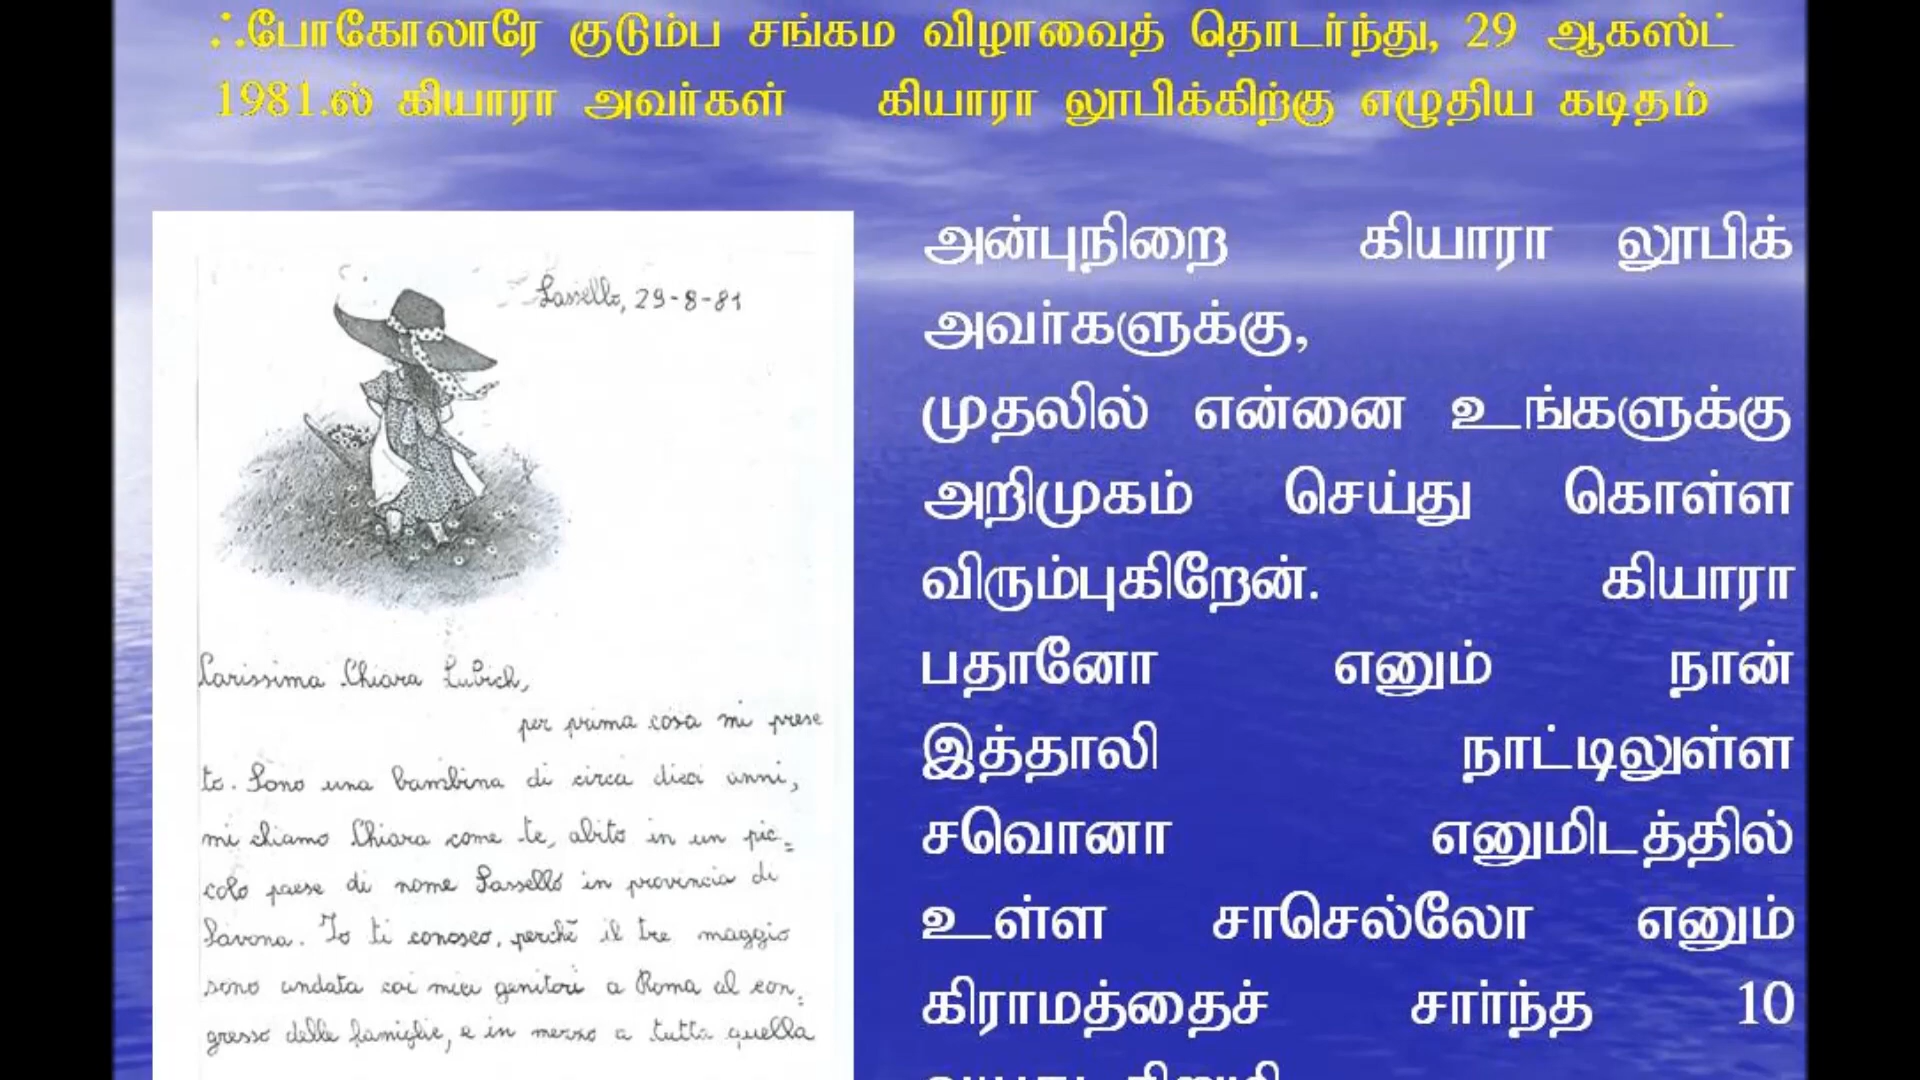 ஃபோகோலாரே குடும்ப சங்கம விழாவைத் தொடர்ந்து, 29 ஆகஸ்ட்
1981.ல் கியாரா அவர்கள் கியாரா லூபிக்கிற்கு எழுதிய கடிதம்
Sassello, 29-8-81
Carissima Chiara Lubich,
per prima cosa mi prese
to. Sono una bambina di circa dieci anni,
mi chiamo Chiara come te, abito in un pic=
colo paese di nome Sassello in provincia di
Savona. Io ti conosco, perchè il tre maggio
sono andata coi miei genitori a Roma al con=
gresso delle famiglie, e in mezzo a tutta quella
அன்புநிறை கியாரா லூபிக்
அவர்களுக்கு,
முதலில் என்னை உங்களுக்கு
அறிமுகம் செய்து கொள்ள
விரும்புகிறேன். கியாரா
பதானோ எனும் நான்
இத்தாலி நாட்டிலுள்ள
சவொனா எனுமிடத்தில்
உள்ள சாசெல்லோ எனும்
கிராமத்தைச் சார்ந்த 10